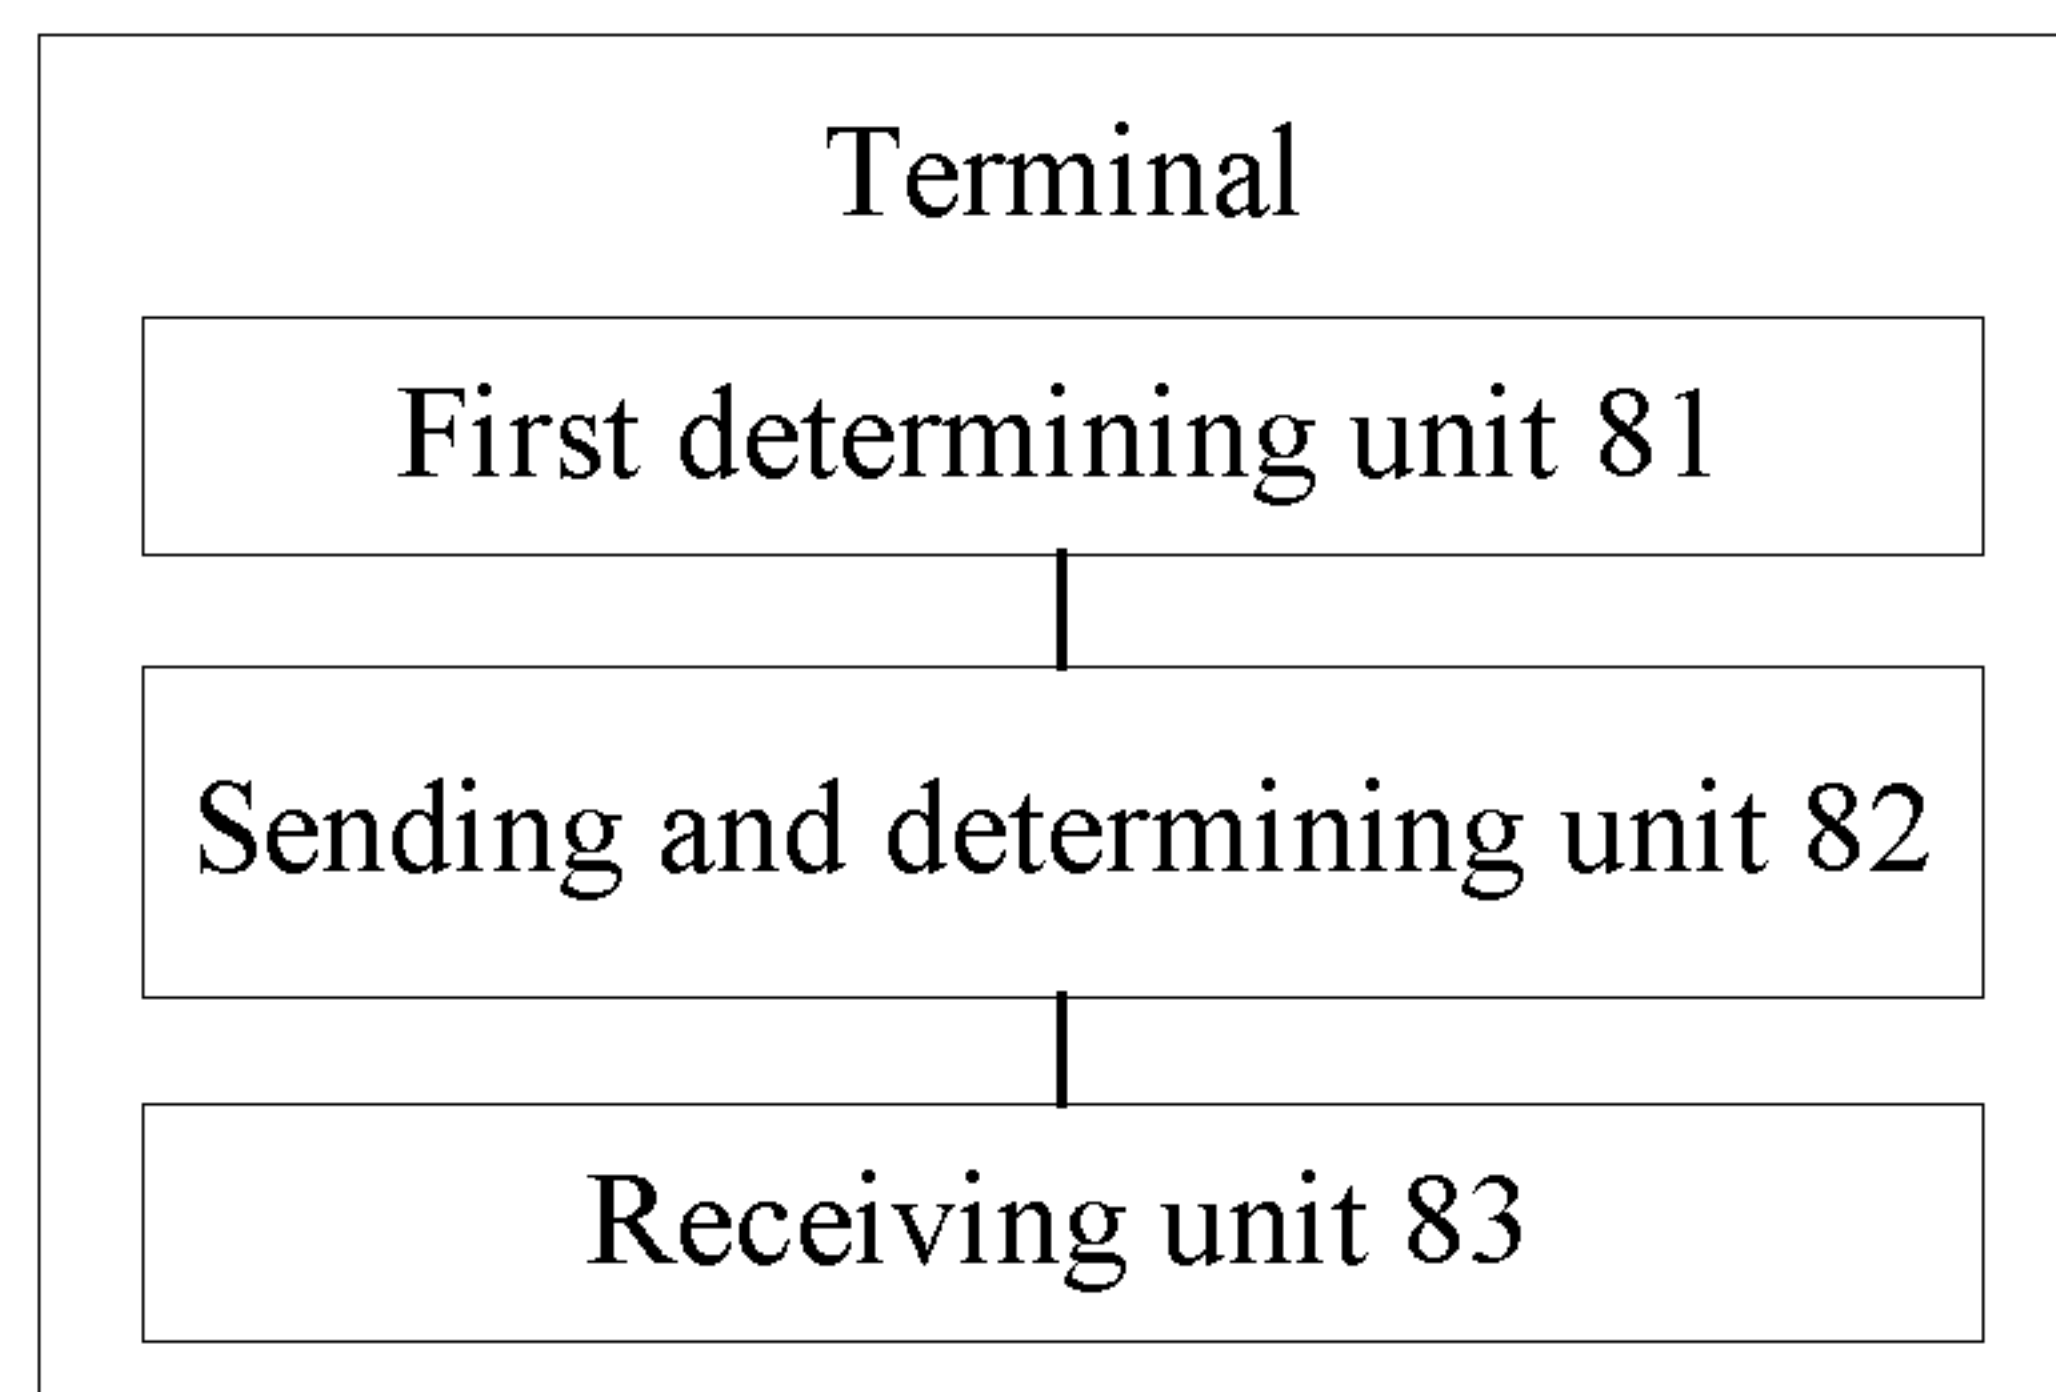 Terminal
First determining unit 81
Sending and determining unit 82
Receiving unit 83